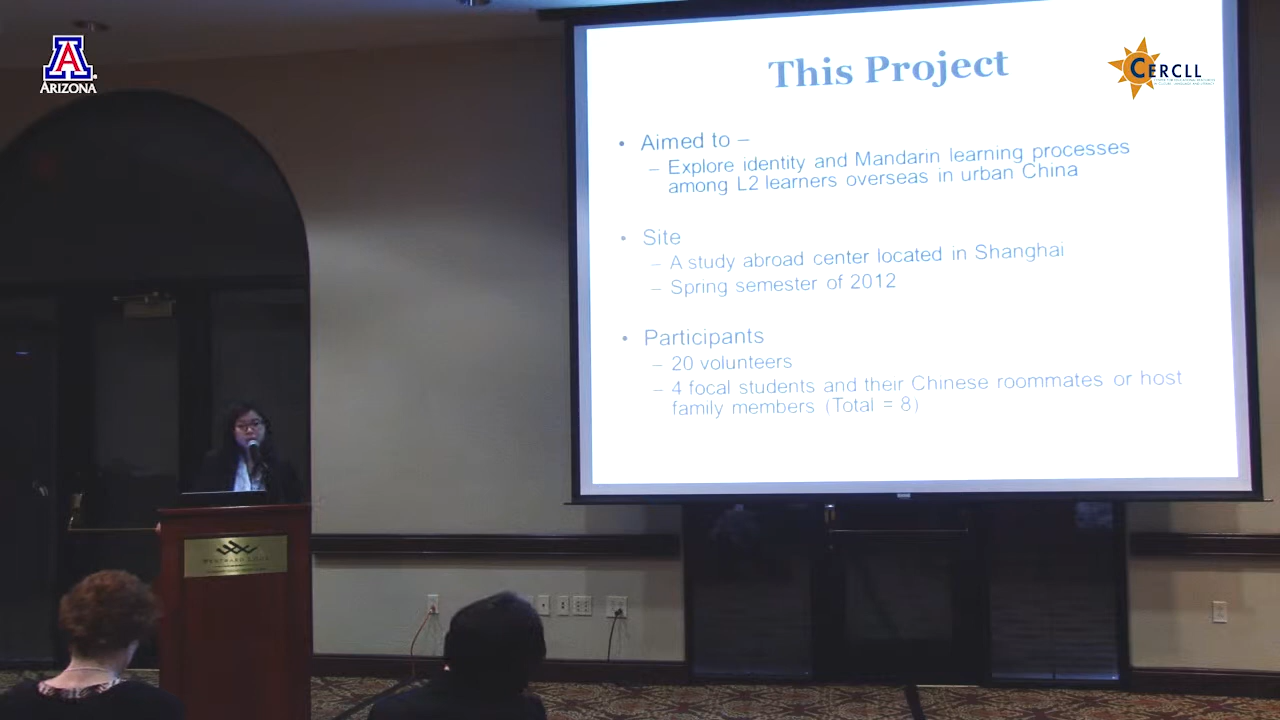 A
ARIZONA
This Project
CERCLL
• Aimed to –
– Explore identity and Mandarin learning processes
among L2 learners overseas in urban China
• Site
– A study abroad center located in Shanghai
– Spring semester of 2012
• Participants
– 20 volunteers
– 4 focal students and their Chinese roommates or host
family members (Total = 8)
WESTWARD LOOK